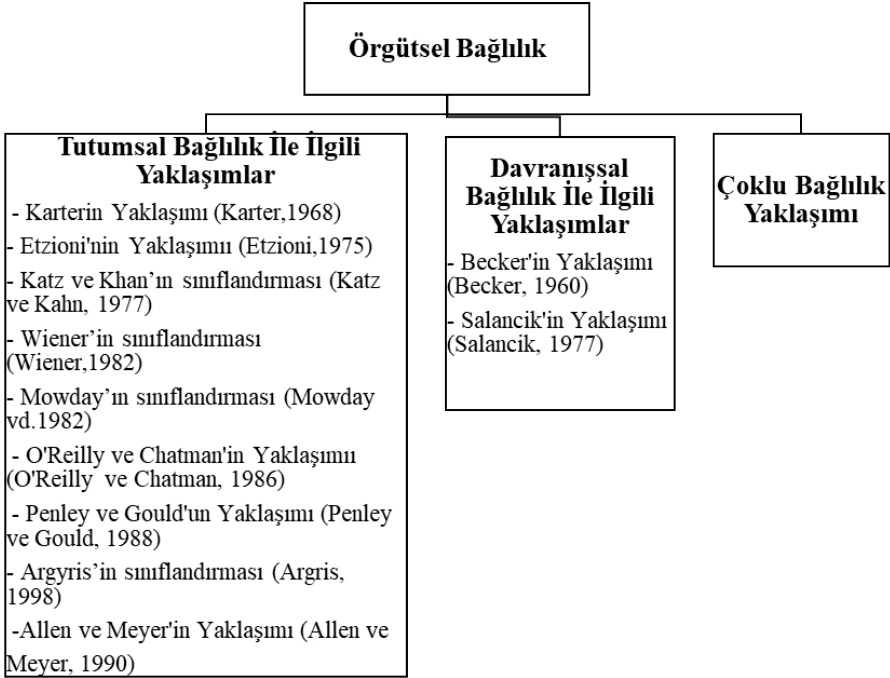 Örgütsel Bağlılık
Tutumsal Bağlılık İle İlgili
Yaklaşımlar
- Karterin Yaklaşımı (Karter,1968)
- Etzioni'nin Yaklaşımıı (Etzioni,1975)
- Katz ve Khan’ın sınıflandırması (Katz
ve Kahn, 1977)
- Wiener’in sınıflandırması
(Wiener,1982)
- Mowday’ın sınıflandırması (Mowday
vd.1982)
- O'Reilly ve Chatman'in Yaklaşımıı
(O'Reilly ve Chatman, 1986)
- Penley ve Gould'un Yaklaşımı (Penley
ve Gould, 1988)
- Argyris’in sınıflandırması (Argris,
1998)
-Allen ve Meyer'in Yaklaşımı (Allen ve
Meyer, 1990)
Davranışsal
Bağlılık İle İlgili
Yaklaşımlar
- Becker'in Yaklaşımı
(Becker, 1960)
- Salancik'in Yaklaşımı
(Salancik, 1977)
Çoklu Bağlılık
Yaklaşımı